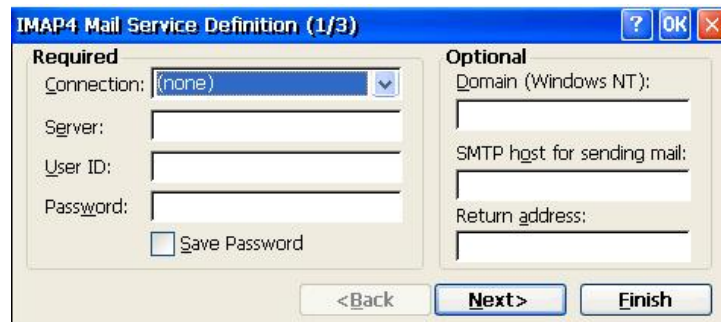 IMAP4 Mail Service Definition (1/3)
? OK ×
Required
Connection: (none)
Server:
User ID:
Password:
Save Password
Optional
Domain (Windows NT):
SMTP host for sending mail:
Return address:
<Back Next> Finish